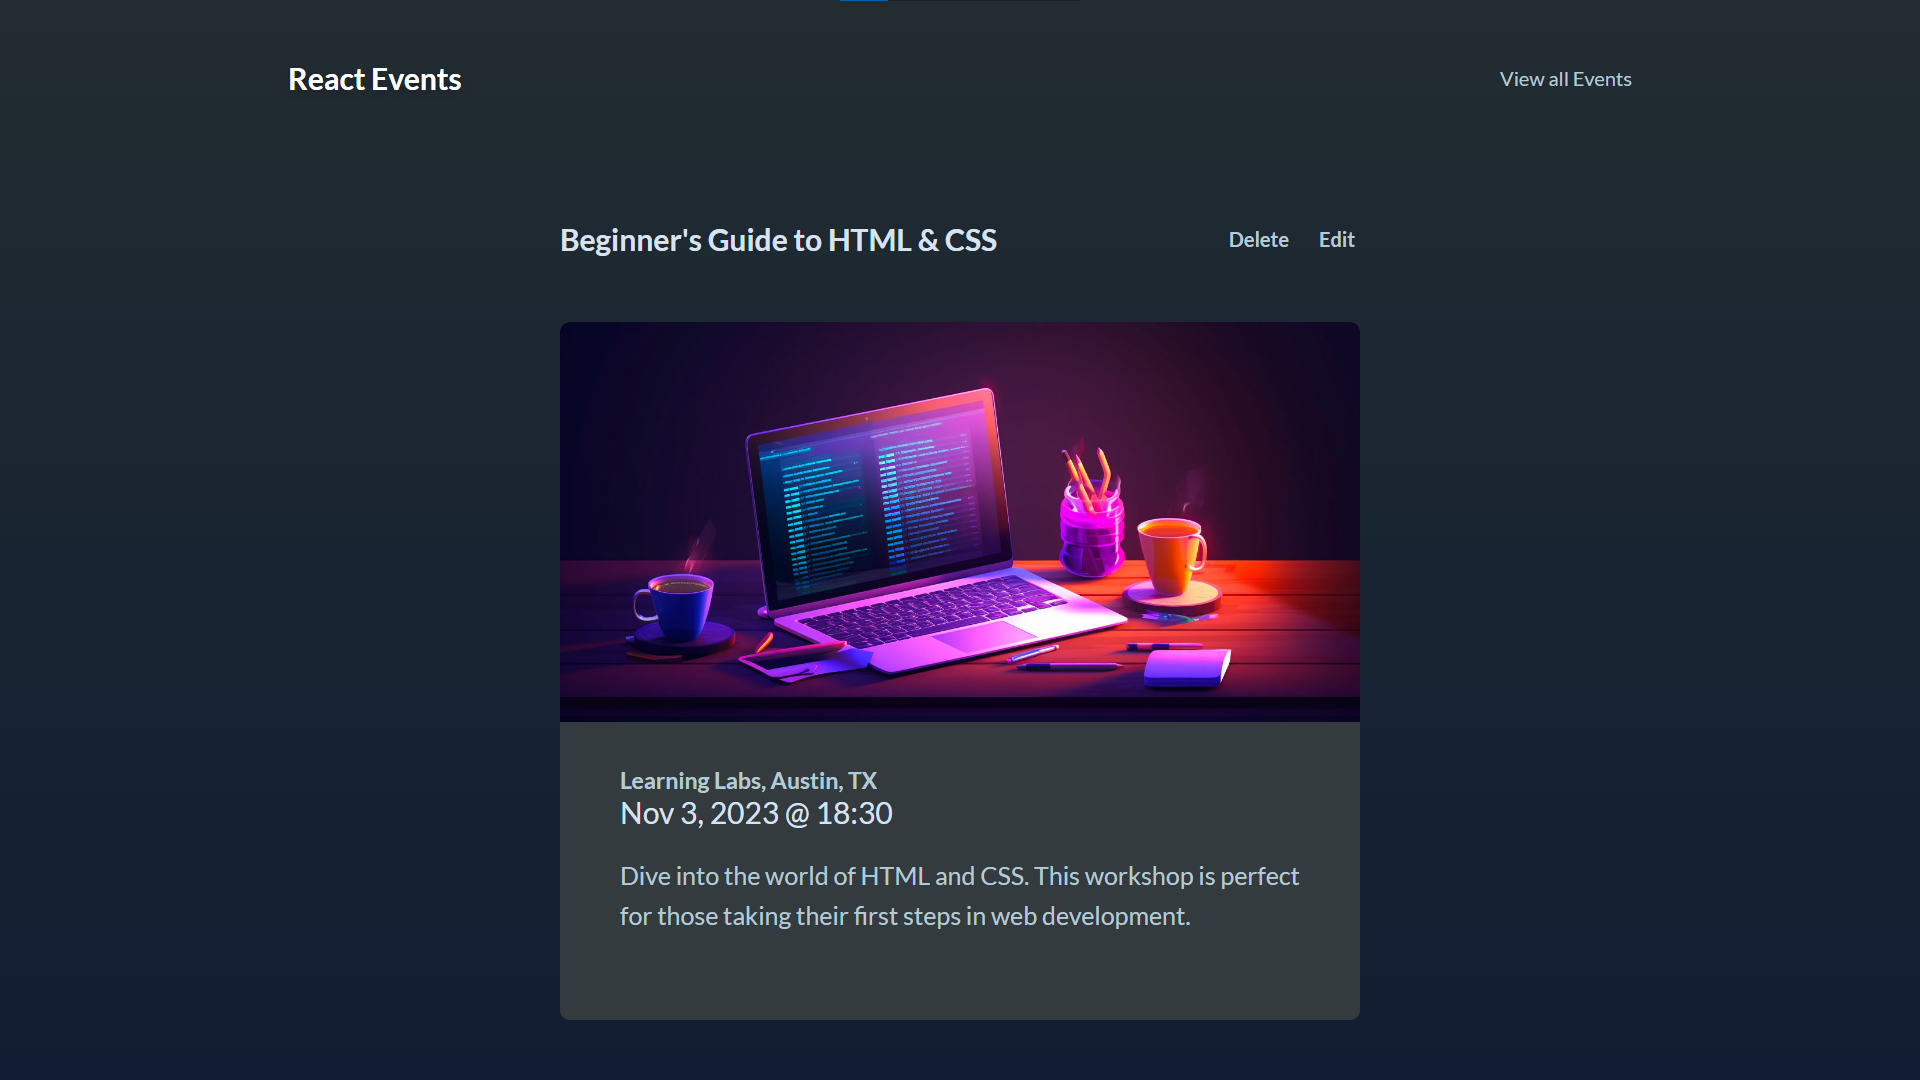 React Events
View all Events
Beginner's Guide to HTML & CSS
Delete
Edit
Learning Labs, Austin, TX
Nov 3, 2023 @ 18:30
Dive into the world of HTML and CSS. This workshop is perfect
for those taking their first steps in web development.